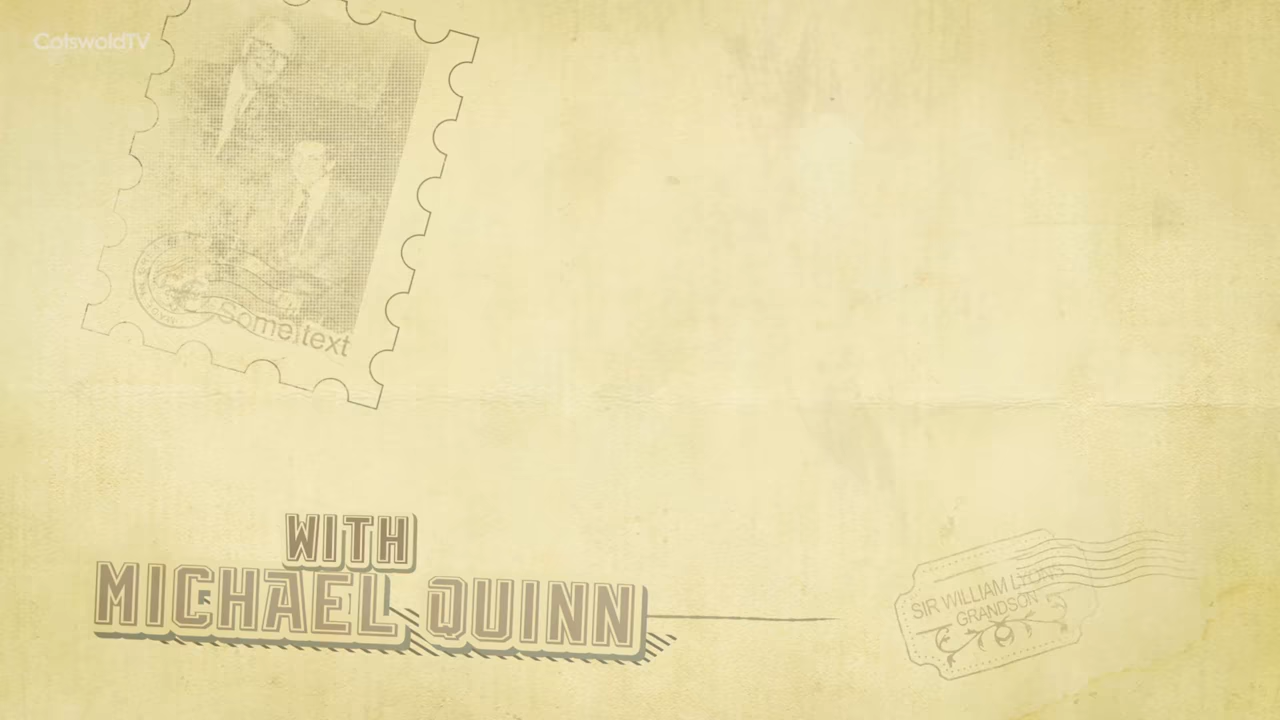 CotswoldTV
Some text
WITH
MICHAEL QUINN
SIR WILLIAM LYONS
GRANDSON